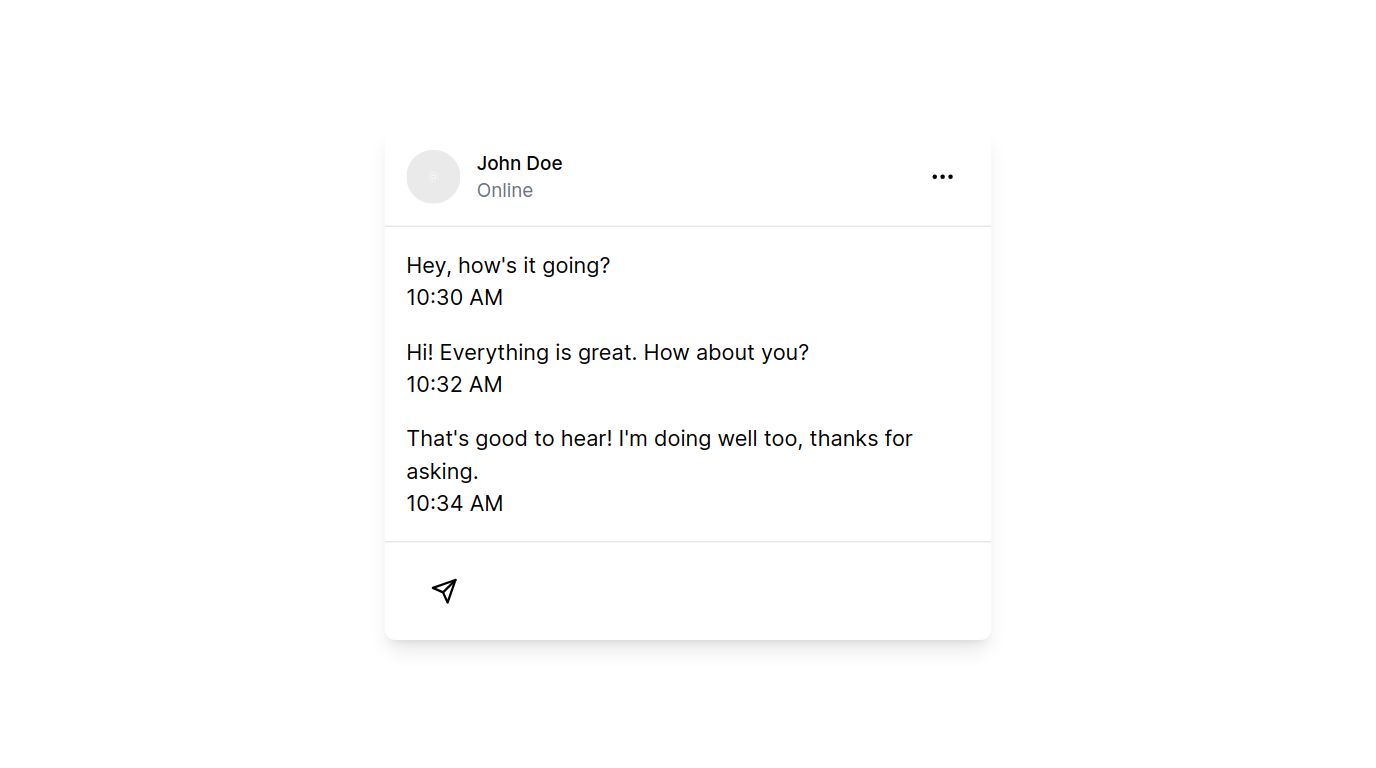 John Doe
Online
Hey, how's it going?
10:30 AM
Hi! Everything is great. How about you?
10:32 AM
That's good to hear! I'm doing well too, thanks for
asking.
10:34 AM